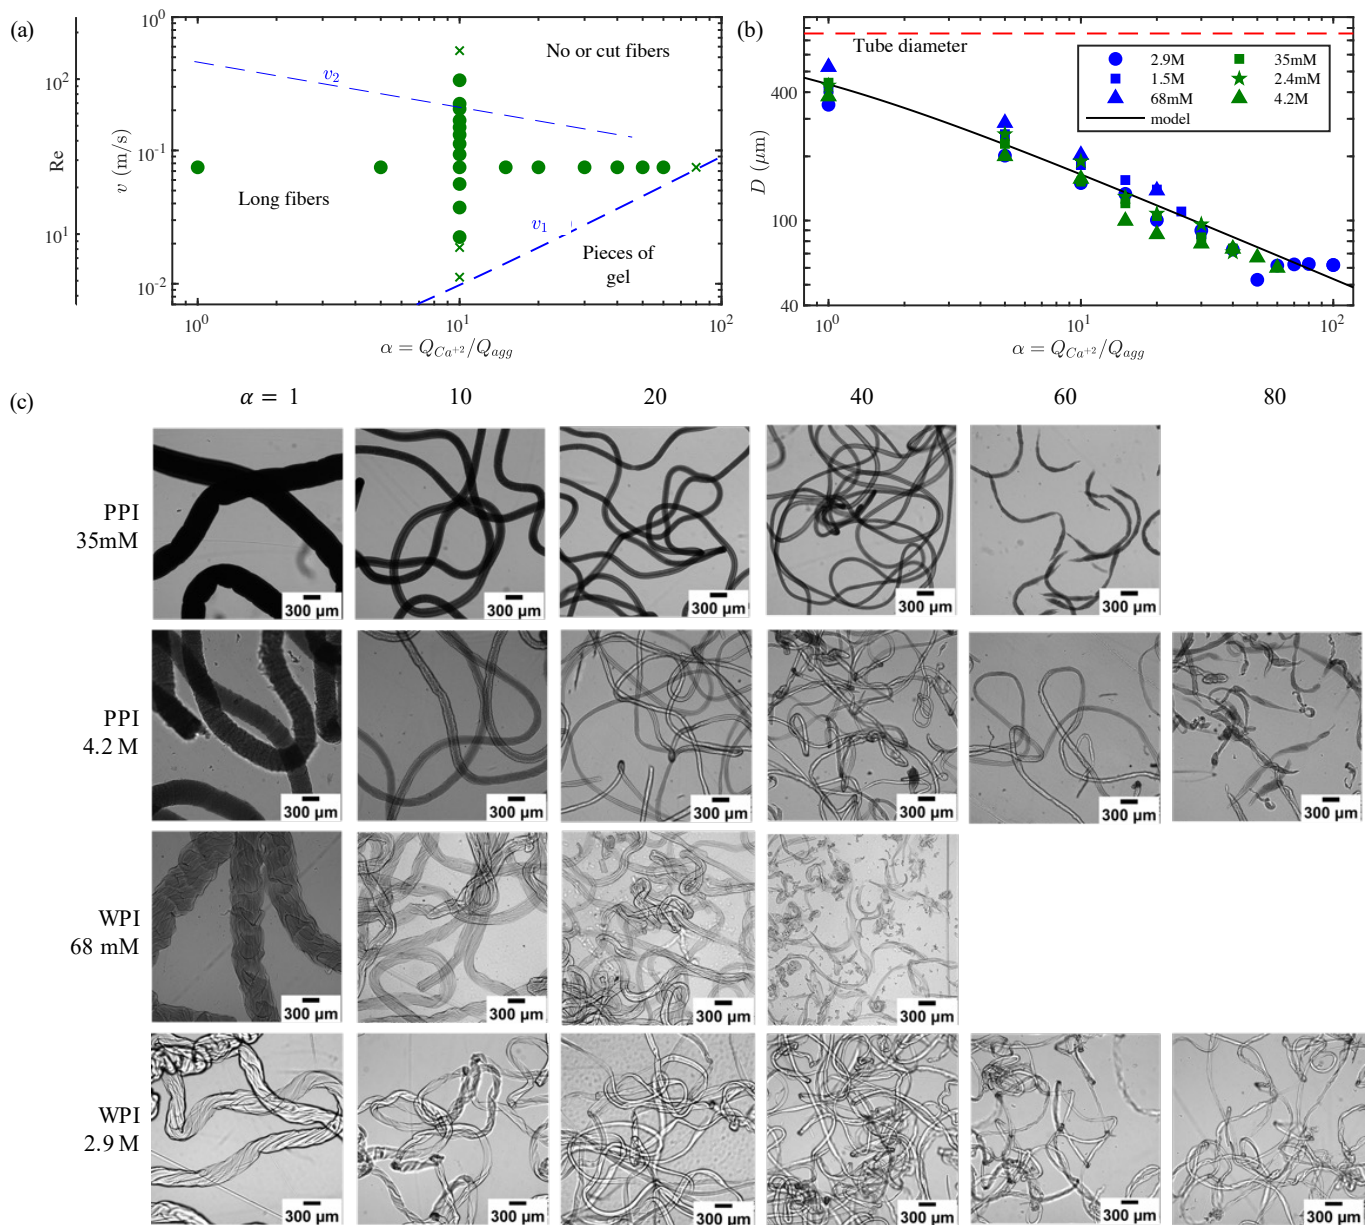 (a)
10^0
No or cut fibers
10^2
v_2
Re
v (m/s)
10^{-1}
Long fibers
10^1
v_1
Pieces of
gel
10^{-2}
10^0
10^1
10^2
α = Q_{Ca^{+2}}/Q_{agg}
(b)
Tube diameter
2.9M
35mM
1.5M
2.4mM
68mM
4.2M
model
400
D (μm)
100
40
10^0
10^1
10^2
α = Q_{Ca^{+2}}/Q_{agg}
(c)
α = 1
10
20
40
60
80
PPI
35mM
300 μm
300 μm
300 μm
300 μm
300 μm
PPI
4.2 M
300 μm
300 μm
300 μm
300 μm
300 μm
300 μm
WPI
68 mM
300 μm
300 μm
300 μm
300 μm
WPI
2.9 M
300 μm
300 μm
300 μm
300 μm
300 μm
300 μm